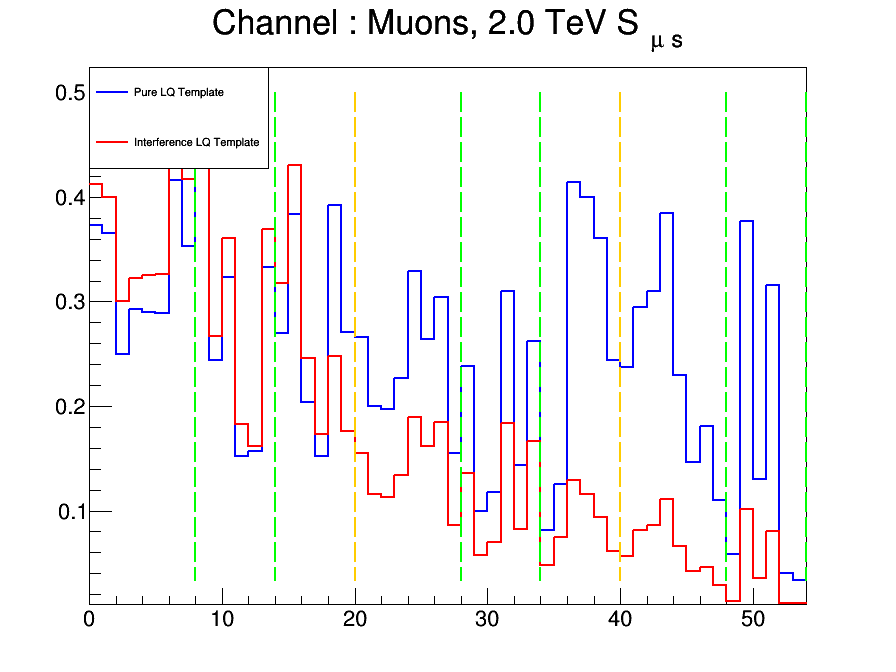 Channel : Muons, 2.0 TeV S μ s
Pure LQ Template
Interference LQ Template
0.5
0.4
0.3
0.2
0.1
0 10 20 30 40 50